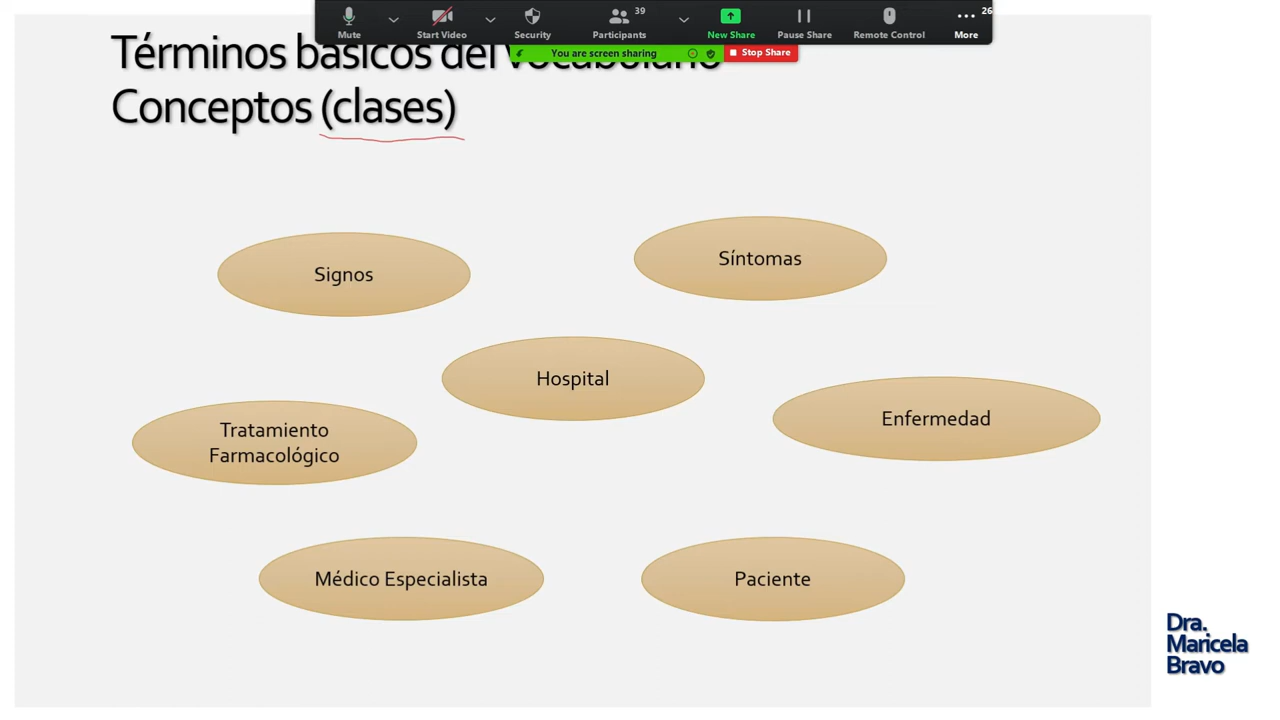 Mute
Start Video
Security
Participants
39
New Share
Pause Share
Remote Control
More
26
You are screen sharing
Stop Share
Términos básicos del
Conceptos (clases)
Signos
Síntomas
Hospital
Tratamiento
Farmacológico
Enfermedad
Médico Especialista
Paciente
Dra.
Maricela
Bravo